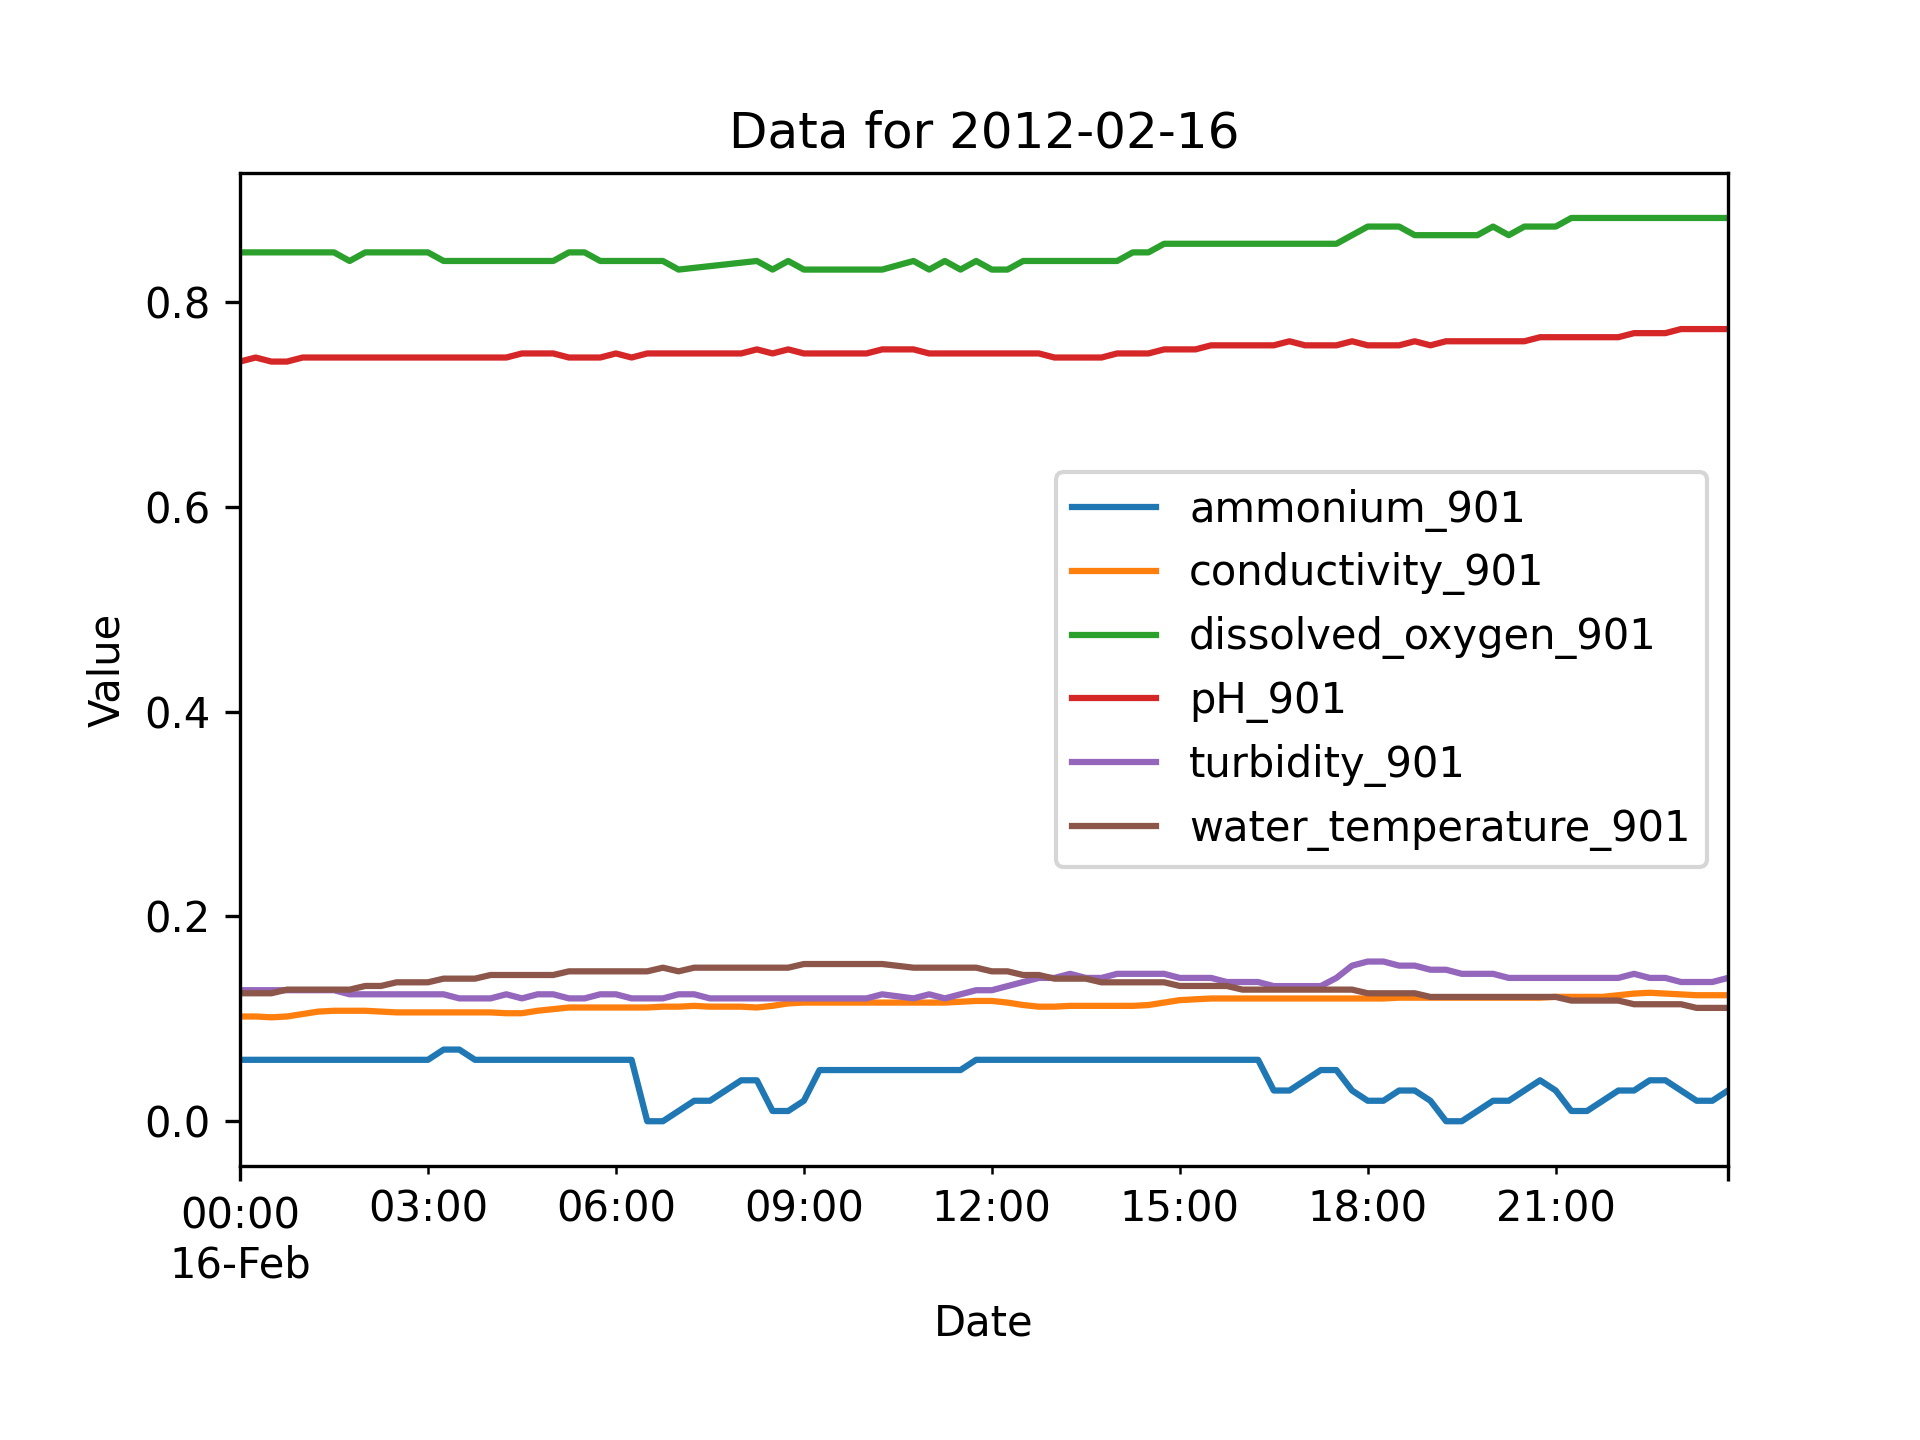 Data for 2012-02-16
Value
0.8
0.6
0.4
0.2
0.0
ammonium_901
conductivity_901
dissolved_oxygen_901
pH_901
turbidity_901
water_temperature_901
00:00 03:00 06:00 09:00 12:00 15:00 18:00 21:00
16-Feb
Date